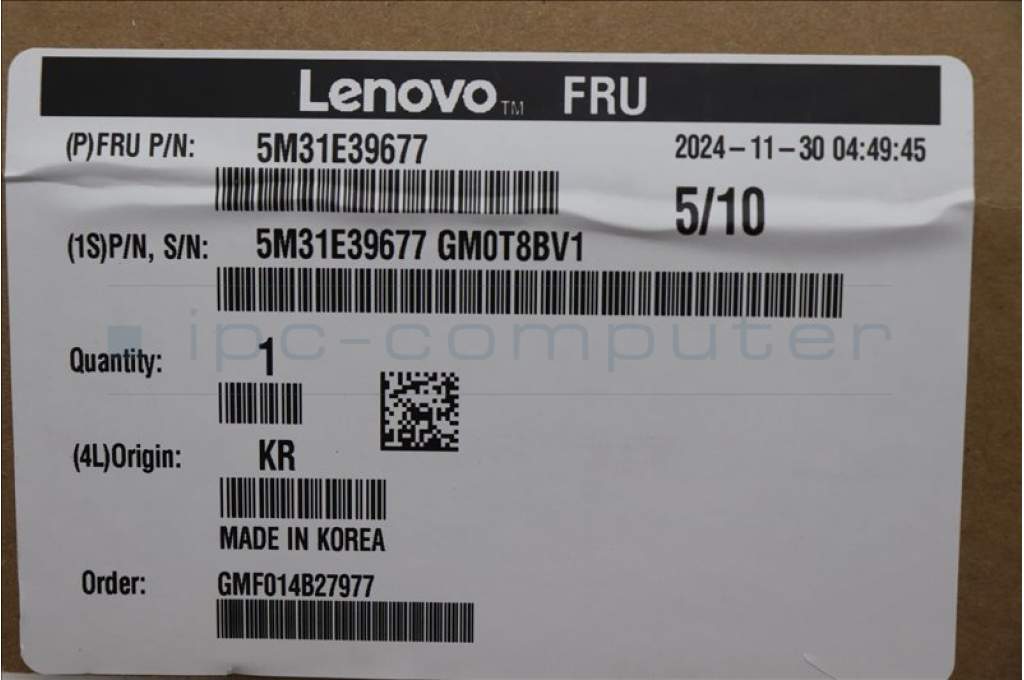 Lenovo™ FRU
(P)FRU P/N: 5M31E39677 2024-11-30 04:49:45
5/10
(1S)P/N, S/N: 5M31E39677 GM0T8BV1
ipc-computer
Quantity: 1
(4L)Origin: KR
MADE IN KOREA
Order: GMF014B27977